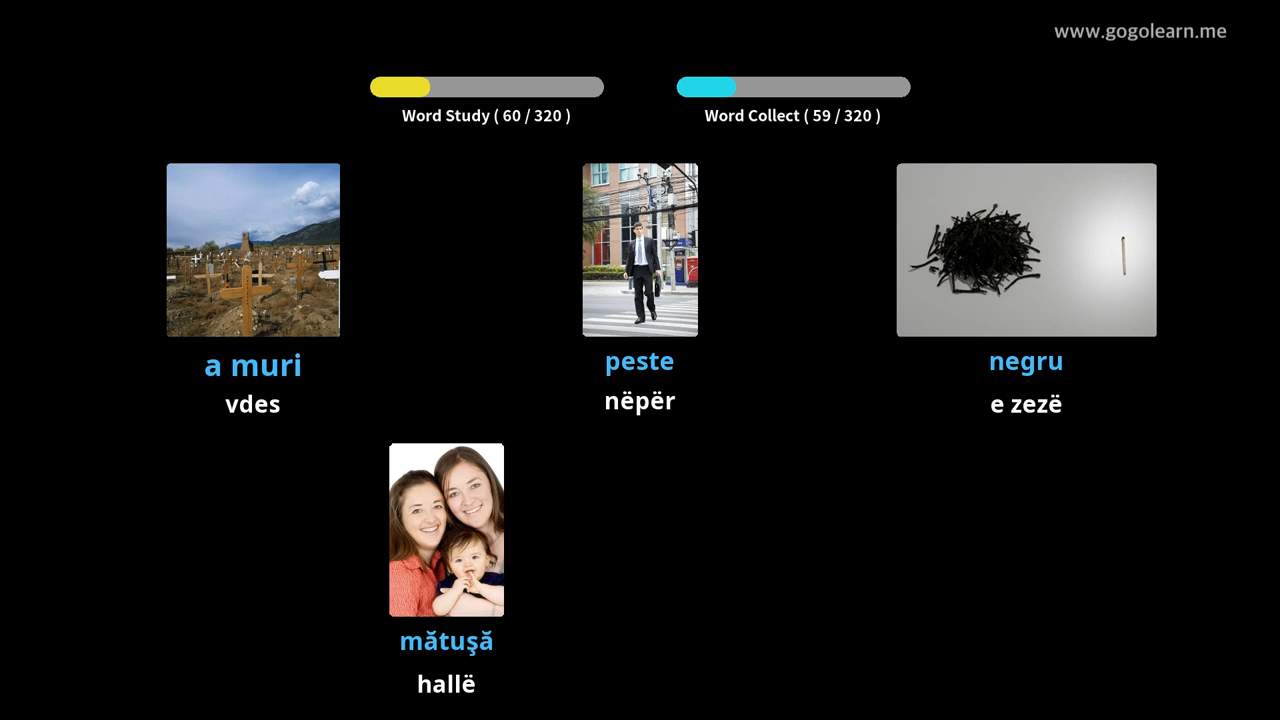 www.gogolearn.me
Word Study ( 60 / 320 )
Word Collect ( 59 / 320 )
a muri
vdes
peste
nëpër
negru
e zezë
mătuşă
hallë